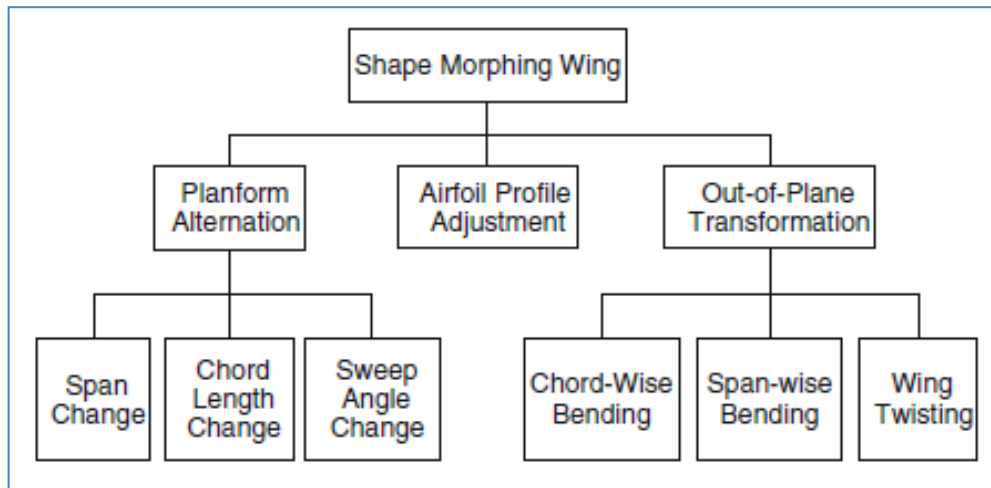 Shape Morphing Wing
Planform
Alternation
Airfoil Profile
Adjustment
Out-of-Plane
Transformation
Span
Change
Chord
Length
Change
Sweep
Angle
Change
Chord-Wise
Bending
Span-wise
Bending
Wing
Twisting